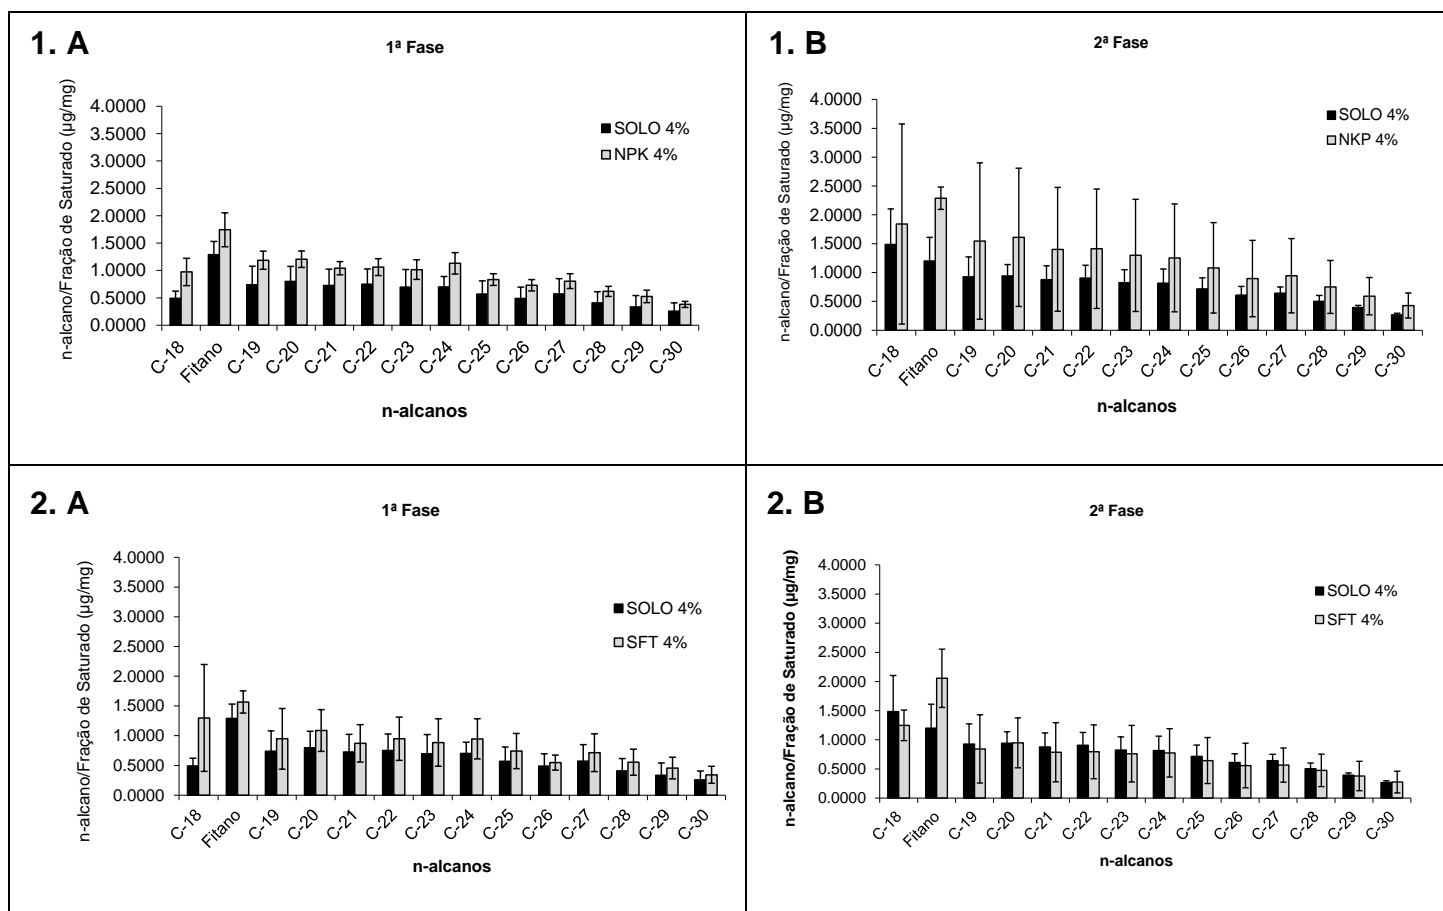 1. A
1ª Fase
n-alcano/Fração de Saturado (µg/mg)
4.0000
3.5000
3.0000
2.5000
2.0000
1.5000
1.0000
0.5000
0.0000
SOLO 4%
NPK 4%
C-18 Fitano C-19 C-20 C-21 C-22 C-23 C-24 C-25 C-26 C-27 C-28 C-29 C-30
n-alcanos
1. B
2ª Fase
n-alcano/Fração de Saturado (µg/mg)
4.0000
3.5000
3.0000
2.5000
2.0000
1.5000
1.0000
0.5000
0.0000
SOLO 4%
NKP 4%
C-18 Fitano C-19 C-20 C-21 C-22 C-23 C-24 C-25 C-26 C-27 C-28 C-29 C-30
n-alcanos
2. A
1ª Fase
n-alcano/Fração de Saturado (µg/mg)
4.0000
3.5000
3.0000
2.5000
2.0000
1.5000
1.0000
0.5000
0.0000
SOLO 4%
SFT 4%
C-18 Fitano C-19 C-20 C-21 C-22 C-23 C-24 C-25 C-26 C-27 C-28 C-29 C-30
n-alcanos
2. B
2ª Fase
n-alcano/Fração de Saturado (µg/mg)
4.0000
3.5000
3.0000
2.5000
2.0000
1.5000
1.0000
0.5000
0.0000
SOLO 4%
SFT 4%
C-18 Fitano C-19 C-20 C-21 C-22 C-23 C-24 C-25 C-26 C-27 C-28 C-29 C-30
n-alcanos